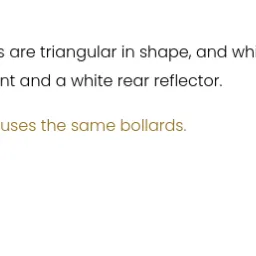 s are triangular in shape, and whi
nt and a white rear reflector.
uses the same bollards.